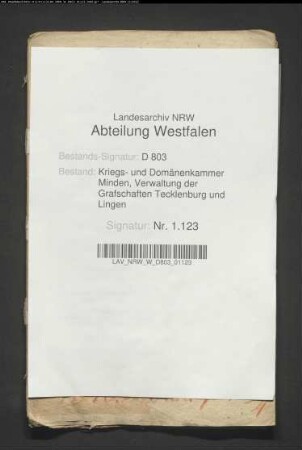 Landesarchiv NRW
Abteilung Westfalen
Bestands-Signatur: D 803
Bestand: Kriegs- und Domänenkammer
Minden, Verwaltung der
Grafschaften Tecklenburg und
Lingen
Signatur: Nr. 1.123
LAV_NRW_W_D803_01123